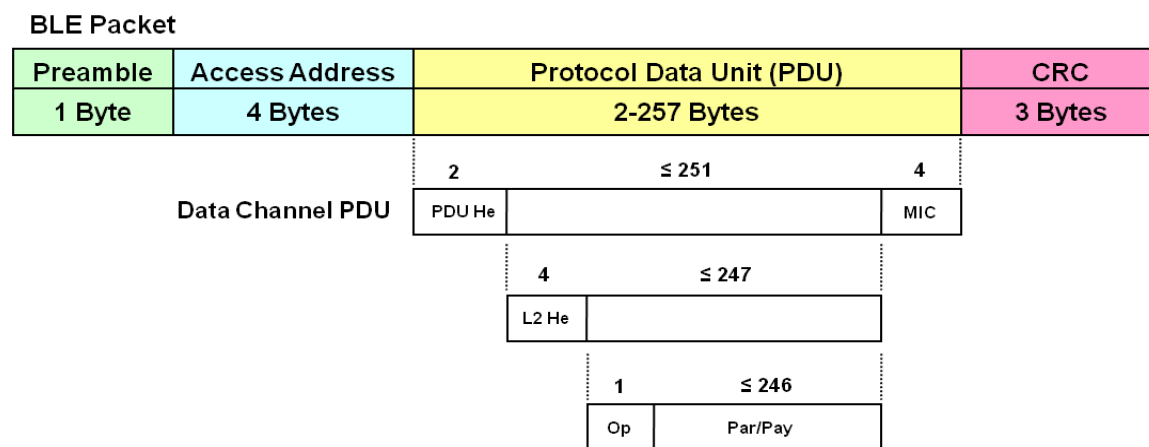 BLE Packet
Preamble Access Address Protocol Data Unit (PDU) CRC
1 Byte 4 Bytes 2-257 Bytes 3 Bytes
2 ≤ 251 4
Data Channel PDU PDU He MIC
4 ≤ 247
L2 He
1 ≤ 246
Op Par/Pay